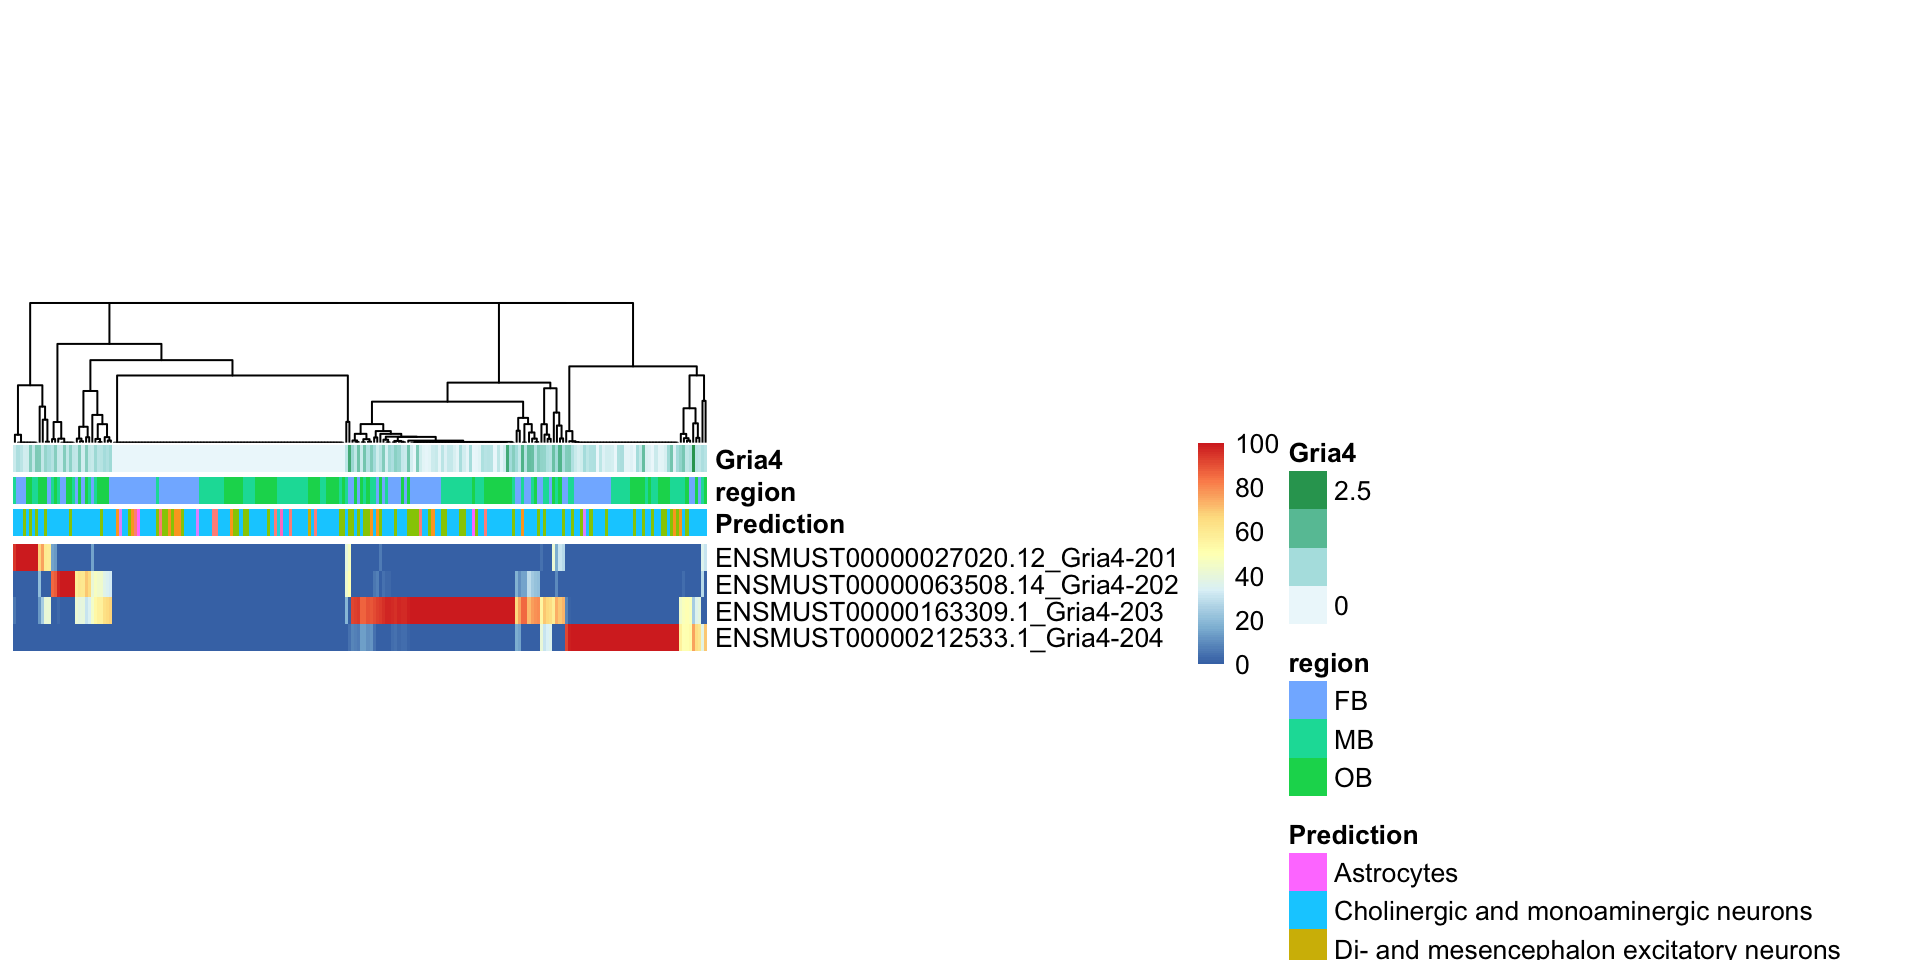 Gria4
region
Prediction
ENSMUST00000027020.12_Gria4-201
ENSMUST00000063508.14_Gria4-202
ENSMUST00000163309.1_Gria4-203
ENSMUST00000212533.1_Gria4-204
100
80
60
40
20
0
Gria4
2.5
0
region
FB
MB
OB
Prediction
Astrocytes
Cholinergic and monoaminergic neurons
Di- and mesencephalon excitatory neurons